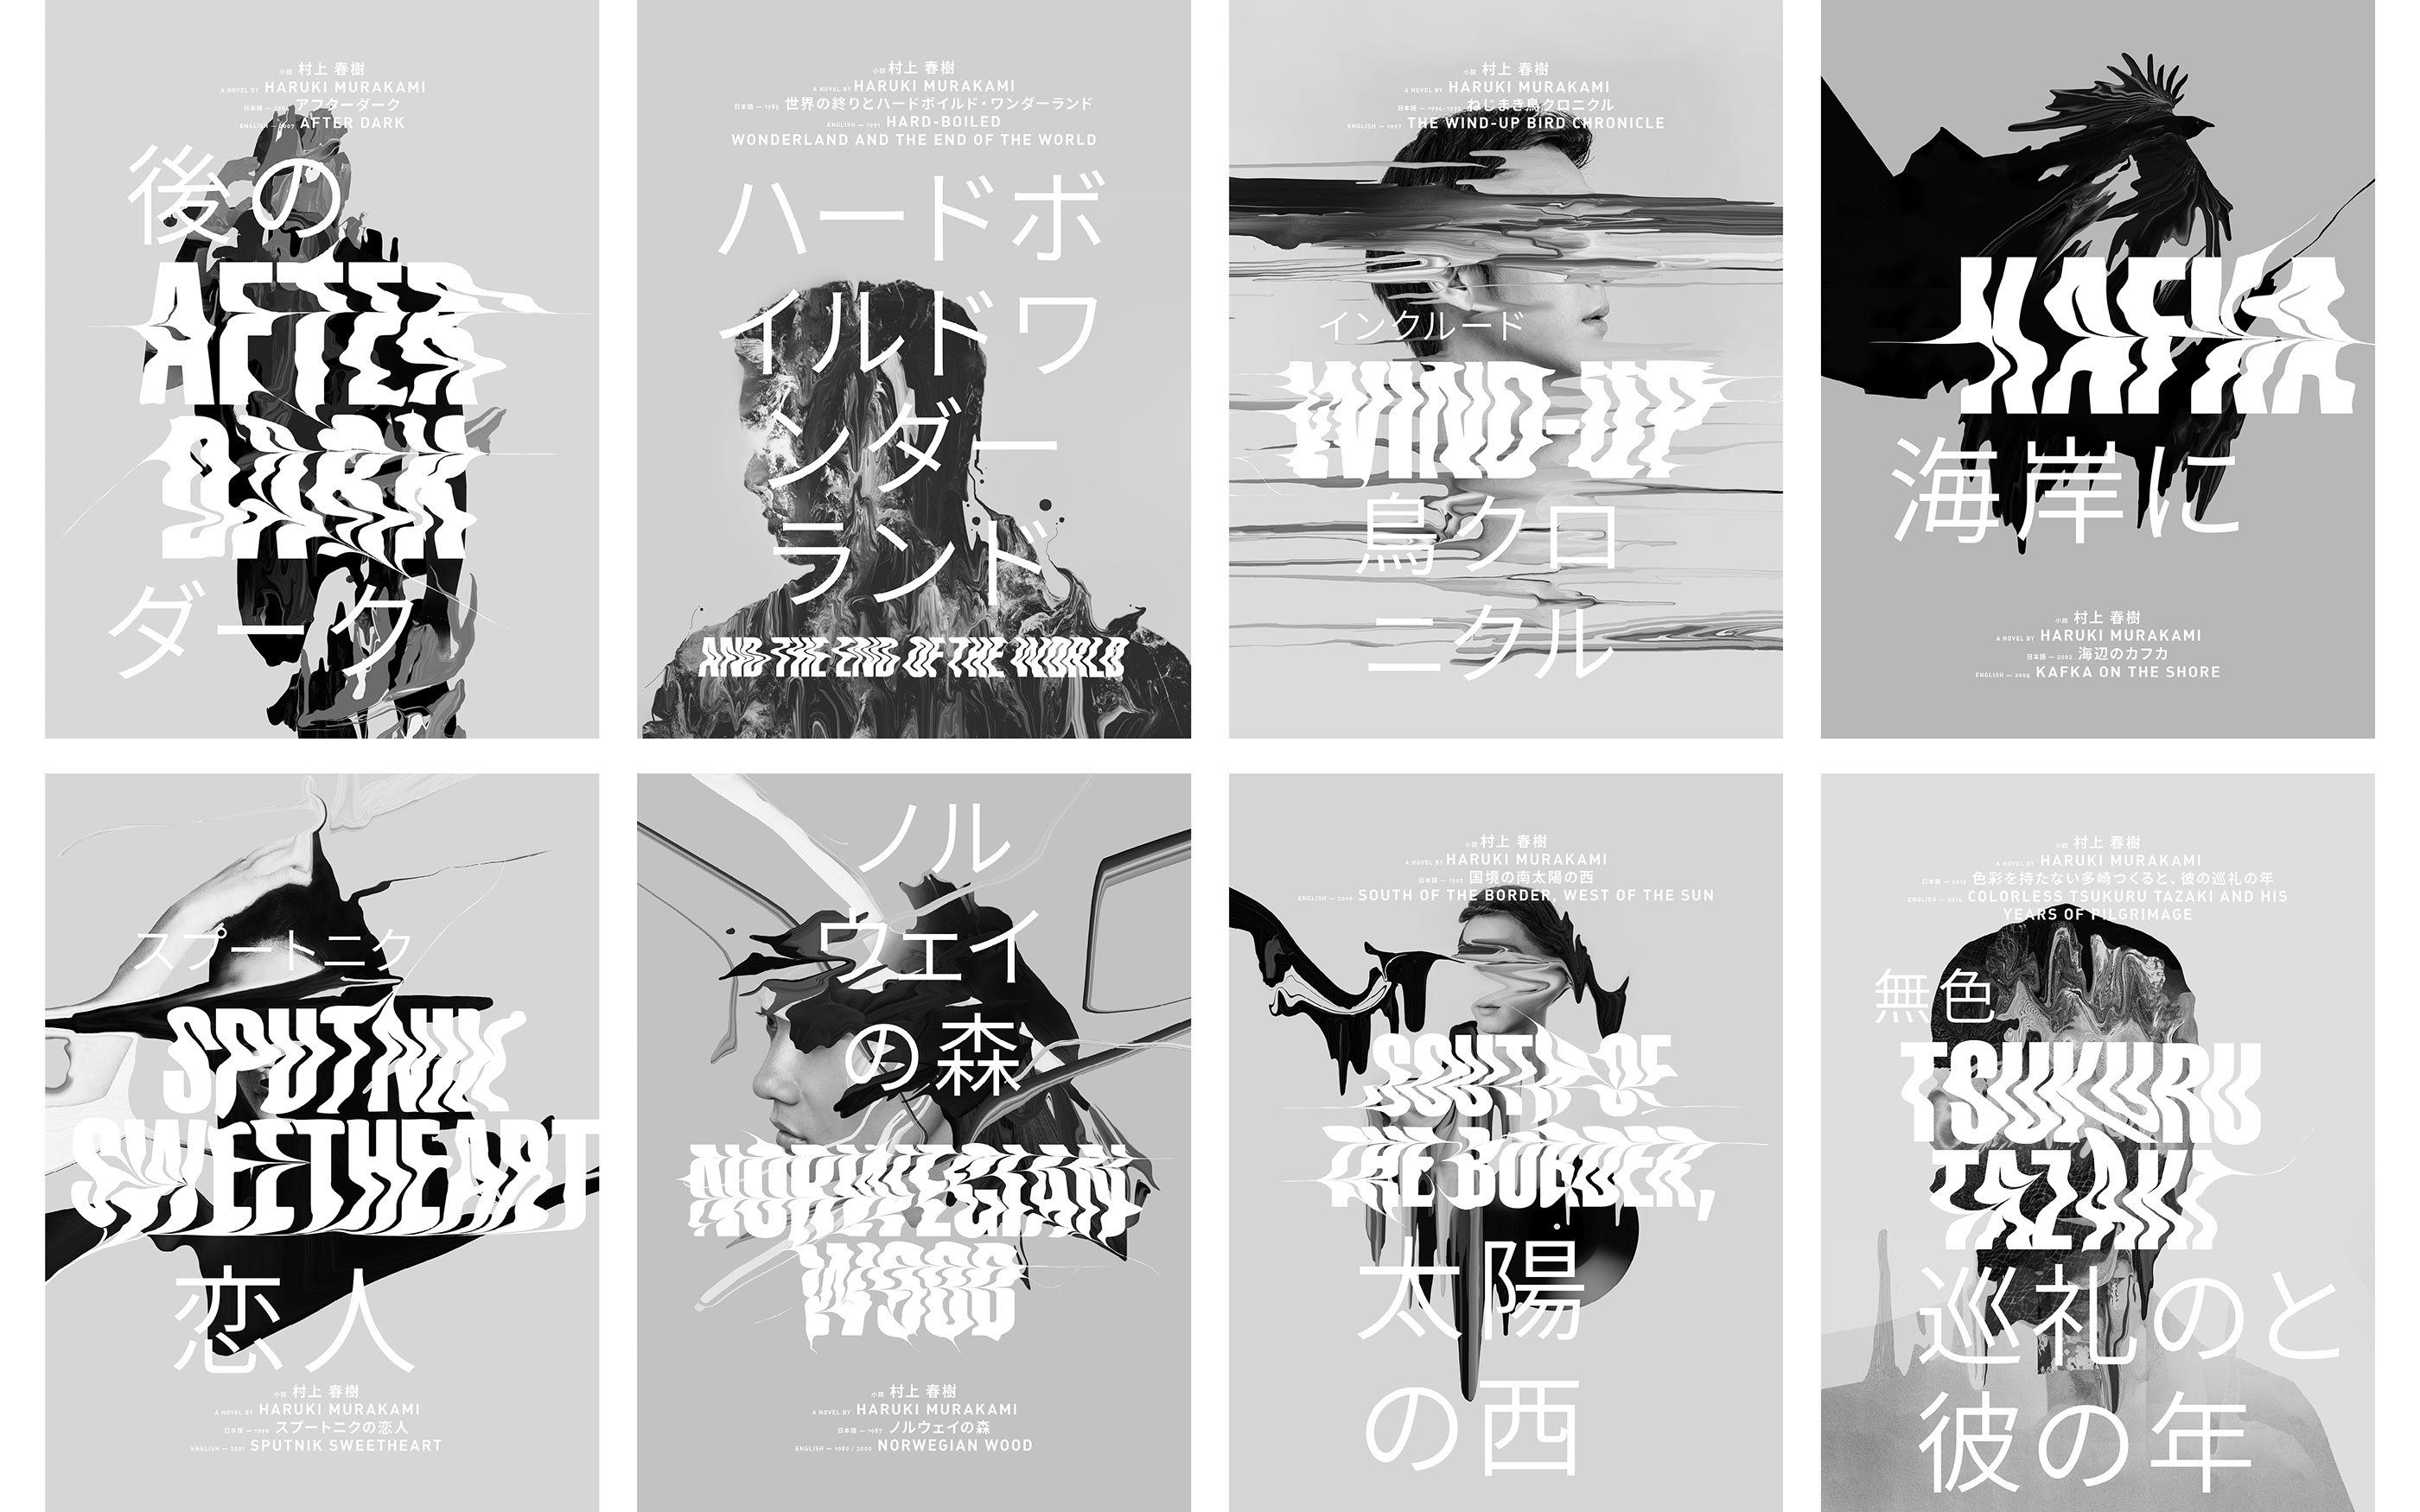 小説 村上 春樹
A NOVEL BY HARUKI MURAKAMI
日本語 — 2004 アフターダーク
ENGLISH — 2007 AFTER DARK
後の
AFTER
DARK
ダーク
小説 村上 春樹
A NOVEL BY HARUKI MURAKAMI
日本語 — 1985 世界の終りとハードボイルド・ワンダーランド
ENGLISH — 1991 HARD-BOILED
WONDERLAND AND THE END OF THE WORLD
ハードボ
イルドワ
ンダー
ランド
AND THE END OF THE WORLD
小説 村上 春樹
A NOVEL BY HARUKI MURAKAMI
日本語 — 1994-1995 ねじまき鳥クロニクル
ENGLISH — 1997 THE WIND-UP BIRD CHRONICLE
インクルード
WIND-UP
鳥クロ
ニクル
KAFKA
海岸に
小説 村上 春樹
A NOVEL BY HARUKI MURAKAMI
日本語 — 2002 海辺のカフカ
ENGLISH — 2005 KAFKA ON THE SHORE
スプートニク
SPUTNIK
SWEETHEART
恋人
小説 村上 春樹
A NOVEL BY HARUKI MURAKAMI
日本語 — 1999 スプートニクの恋人
ENGLISH — 2001 SPUTNIK SWEETHEART
ノル
ウェイ
の森
NORWEGIAN
WOOD
小説 村上 春樹
A NOVEL BY HARUKI MURAKAMI
日本語 — 1987 ノルウェイの森
ENGLISH — 1989 / 2000 NORWEGIAN WOOD
小説 村上 春樹
A NOVEL BY HARUKI MURAKAMI
日本語 — 1992 国境の南太陽の西
ENGLISH — 2000 SOUTH OF THE BORDER, WEST OF THE SUN
SOUTH OF
THE BORDER,
太陽
の西
小説 村上 春樹
A NOVEL BY HARUKI MURAKAMI
日本語 — 2013 色彩を持たない多崎つくると、彼の巡礼の年
ENGLISH — 2014 COLORLESS TSUKURU TAZAKI AND HIS
YEARS OF PILGRIMAGE
無色
TSUKURU
TAZAKI
巡礼のと
彼の年